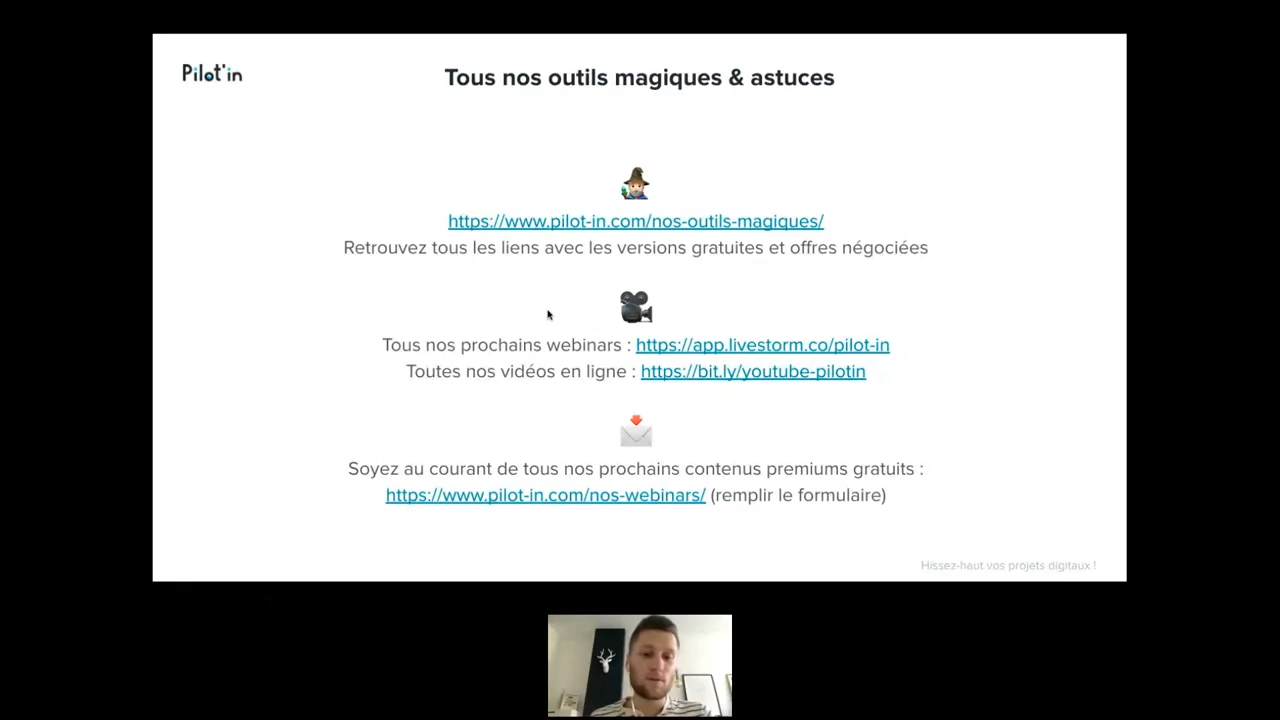 Pilot'in
Tous nos outils magiques & astuces
https://www.pilot-in.com/nos-outils-magiques/
Retrouvez tous les liens avec les versions gratuites et offres négociées
Tous nos prochains webinars : https://app.livestorm.co/pilot-in
Toutes nos vidéos en ligne : https://bit.ly/youtube-pilotin
Soyez au courant de tous nos prochains contenus premiums gratuits :
https://www.pilot-in.com/nos-webinars/ (remplir le formulaire)
Hissez-haut vos projets digitaux !